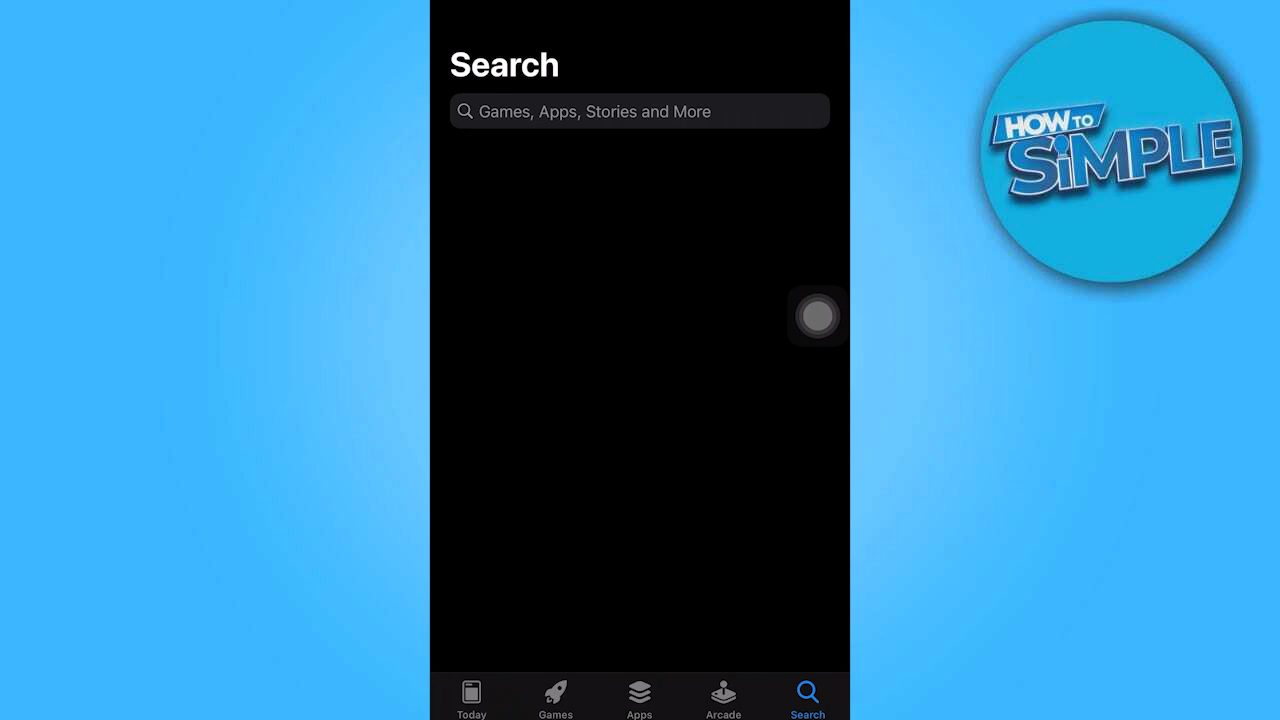 Search
Games, Apps, Stories and More
HOW TO
SiMPLE
Today
Games
Apps
Arcade
Search